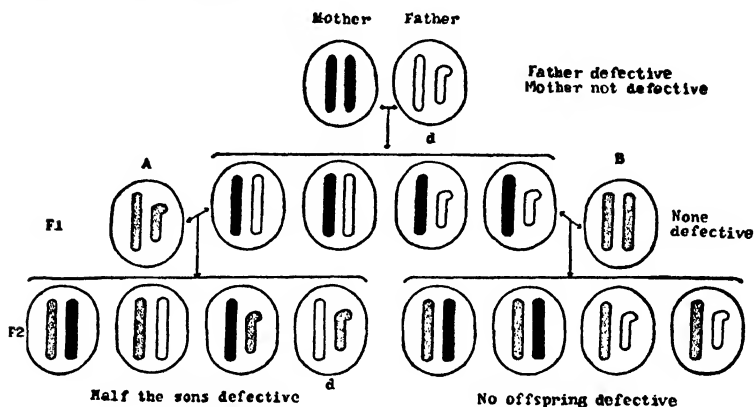 Mother Father
Father defective
Mother not defective
d
A
B
F1
None
defective
F2
d
Half the sons defective
No offspring defective